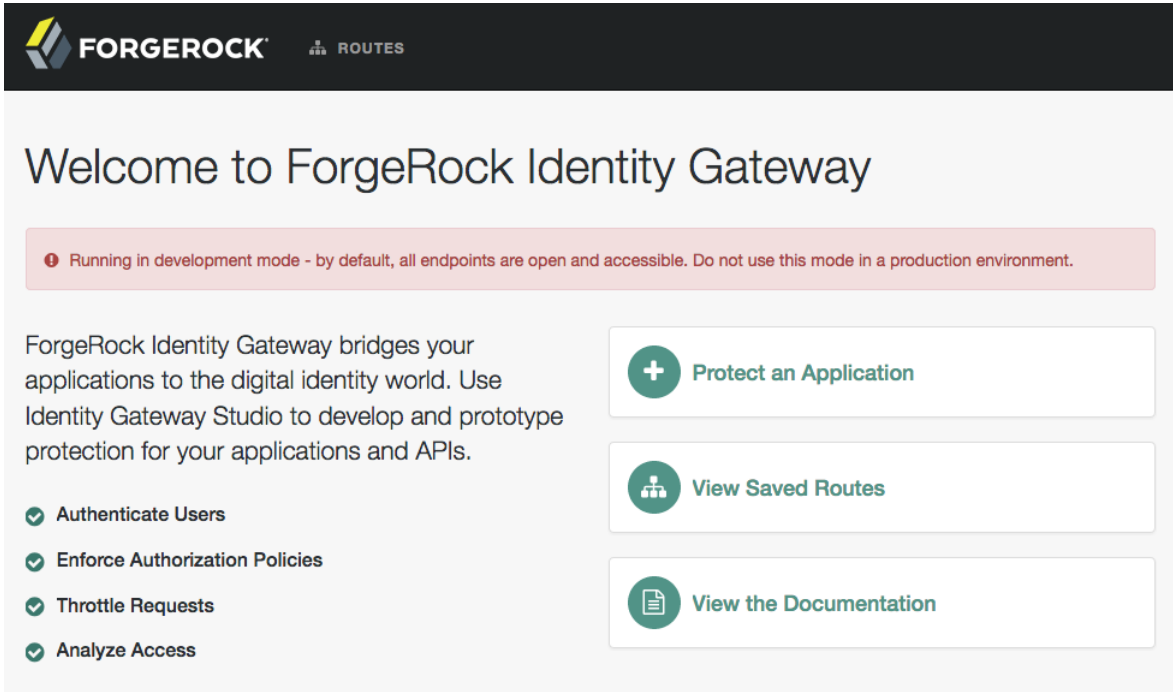 FORGEROCK
ROUTES
Welcome to ForgeRock Identity Gateway
Running in development mode - by default, all endpoints are open and accessible. Do not use this mode in a production environment.
ForgeRock Identity Gateway bridges your
applications to the digital identity world. Use
Identity Gateway Studio to develop and prototype
protection for your applications and APIs.
Authenticate Users
Enforce Authorization Policies
Throttle Requests
Analyze Access
Protect an Application
View Saved Routes
View the Documentation